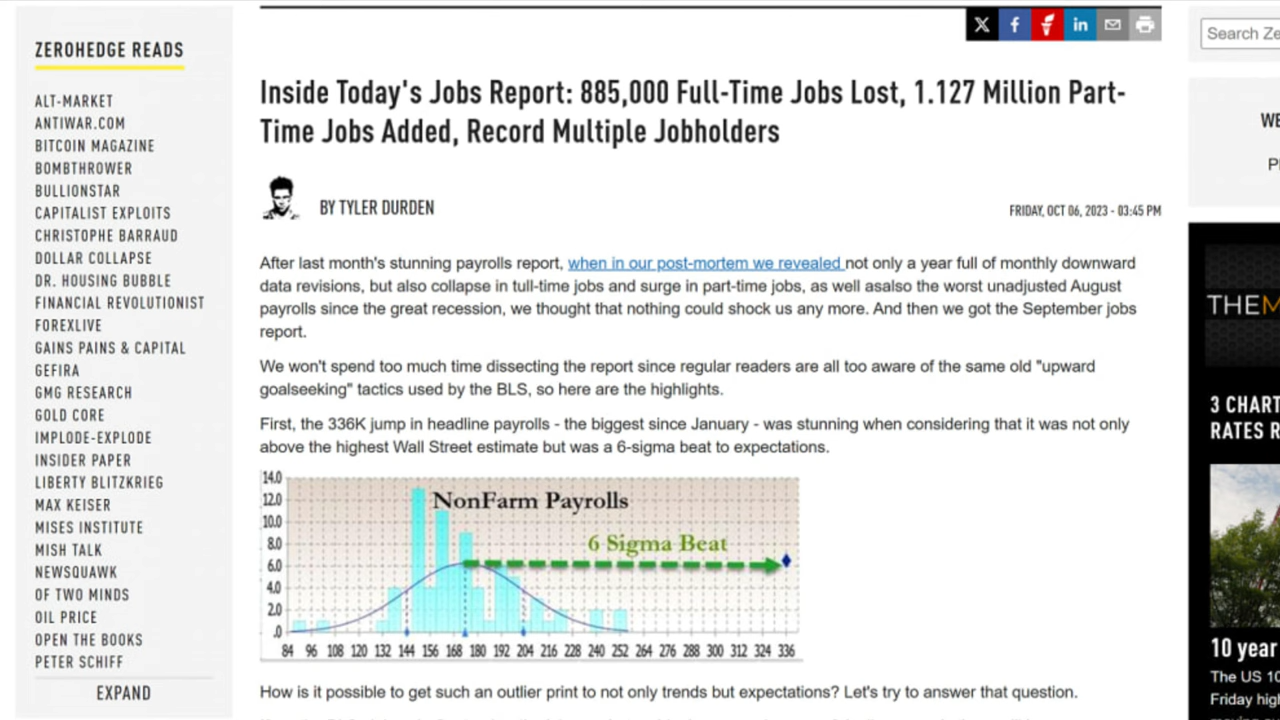 ZEROHEDGE READS
ALT-MARKET
ANTIWAR.COM
BITCOIN MAGAZINE
BOMBTHROWER
BULLIONSTAR
CAPITALIST EXPLOITS
CHRISTOPHE BARRAUD
DOLLAR COLLAPSE
DR. HOUSING BUBBLE
FINANCIAL REVOLUTIONIST
FOREXLIVE
GAINS PAINS & CAPITAL
GEFIRA
GMG RESEARCH
GOLD CORE
IMPLODE-EXPLODE
INSIDER PAPER
LIBERTY BLITZKRIEG
MAX KEISER
MISES INSTITUTE
MISH TALK
NEWSQUAWK
OF TWO MINDS
OIL PRICE
OPEN THE BOOKS
PETER SCHIFF
EXPAND
X f in
Inside Today's Jobs Report: 885,000 Full-Time Jobs Lost, 1.127 Million Part-
Time Jobs Added, Record Multiple Jobholders
BY TYLER DURDEN
FRIDAY, OCT 06, 2023 - 03:45 PM
After last month's stunning payrolls report, when in our post-mortem we revealed not only a year full of monthly downward
data revisions, but also collapse in tull-time jobs and surge in part-time jobs, as well asalso the worst unadjusted August
payrolls since the great recession, we thought that nothing could shock us any more. And then we got the September jobs
report.
We won't spend too much time dissecting the report since regular readers are all too aware of the same old "upward
goalseeking" tactics used by the BLS, so here are the highlights.
First, the 336K jump in headline payrolls - the biggest since January - was stunning when considering that it was not only
above the highest Wall Street estimate but was a 6-sigma beat to expectations.
NonFarm Payrolls
6 Sigma Beat
14.0
12.0
10.0
8.0
6.0
4.0
2.0
.0
84 96 108 120 132 144 156 168 180 192 204 216 228 240 252 264 276 288 300 312 324 336
How is it possible to get such an outlier print to not only trends but expectations? Let's try to answer that question.
Search Ze
WE
Pl
THEM
3 CHART
RATES R
10 year
The US 10
Friday hig